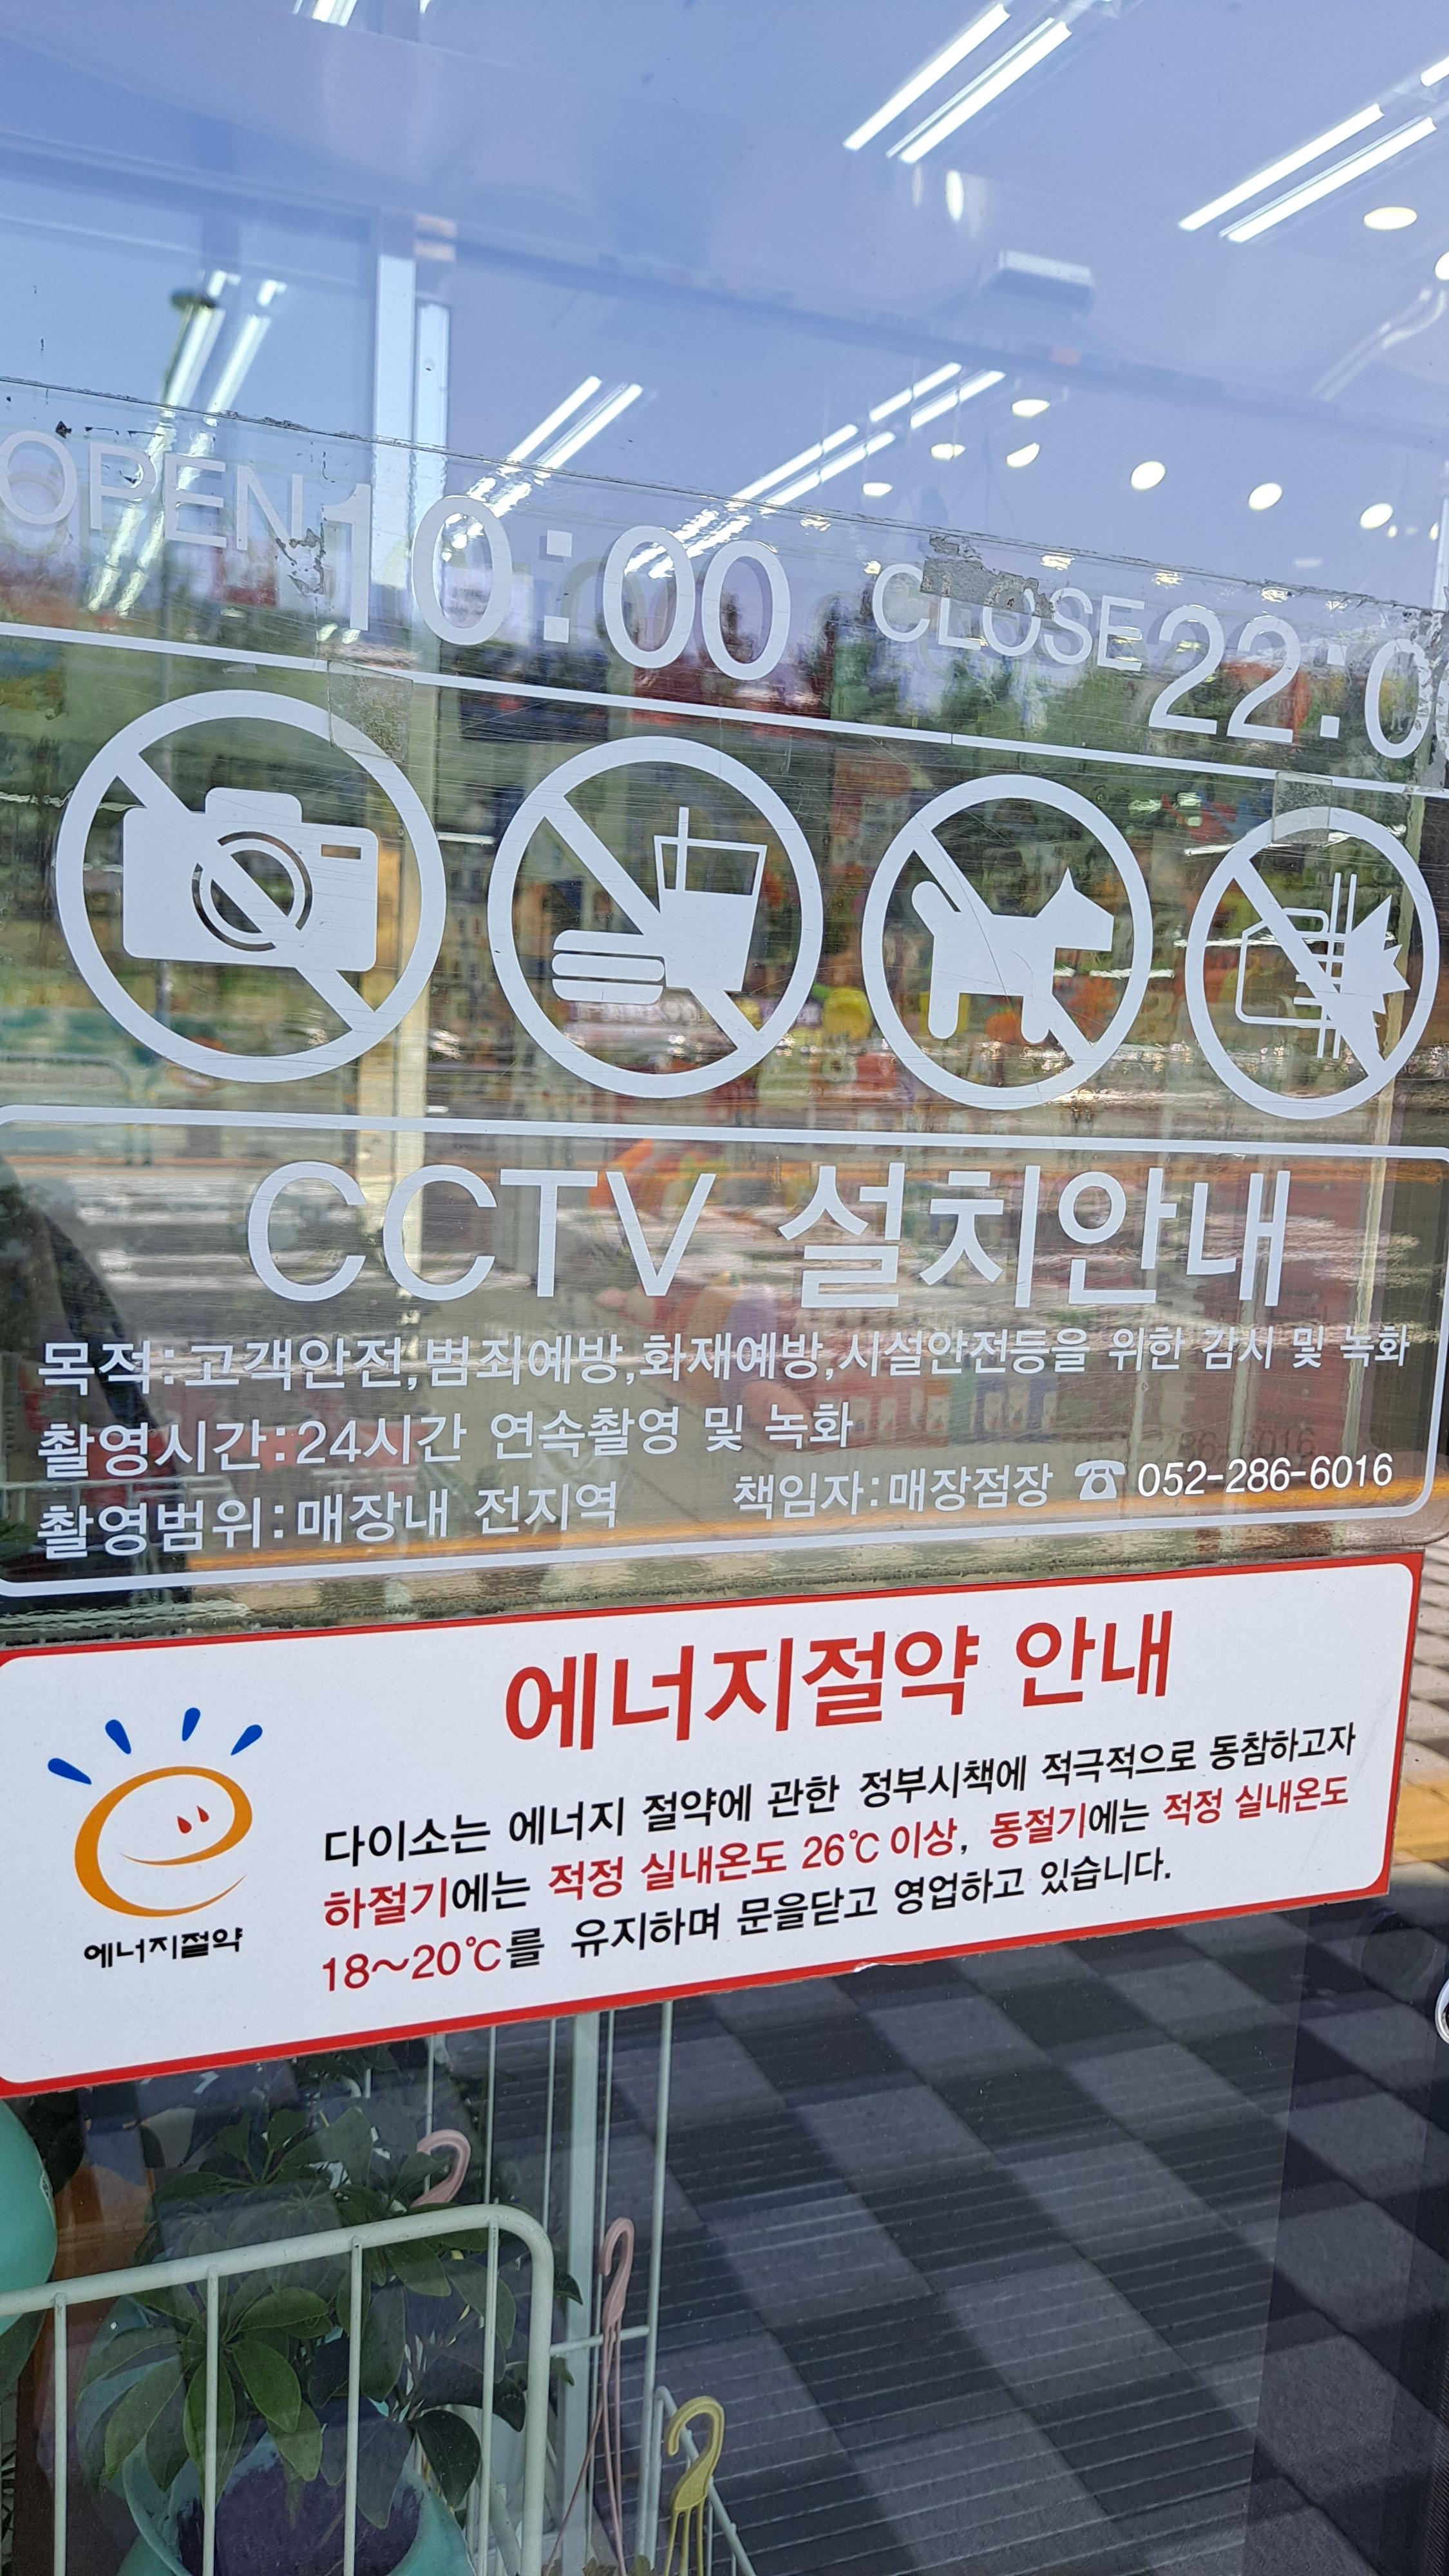 OPEN 10:00 CLOSE 22:0
CCTV 설치안내
목적:고객안전,범죄예방,화재예방,시설안전등을 위한 감시 및 녹화
촬영시간:24시간 연속촬영 및 녹화
촬영범위:매장내 전지역 책임자:매장점장 ☎ 052-286-6016
에너지절약 안내
다이소는 에너지 절약에 관한 정부시책에 적극적으로 동참하고자
하절기에는 적정 실내온도 26℃ 이상, 동절기에는 적정 실내온도
18~20℃를 유지하며 문을닫고 영업하고 있습니다.
에너지절약